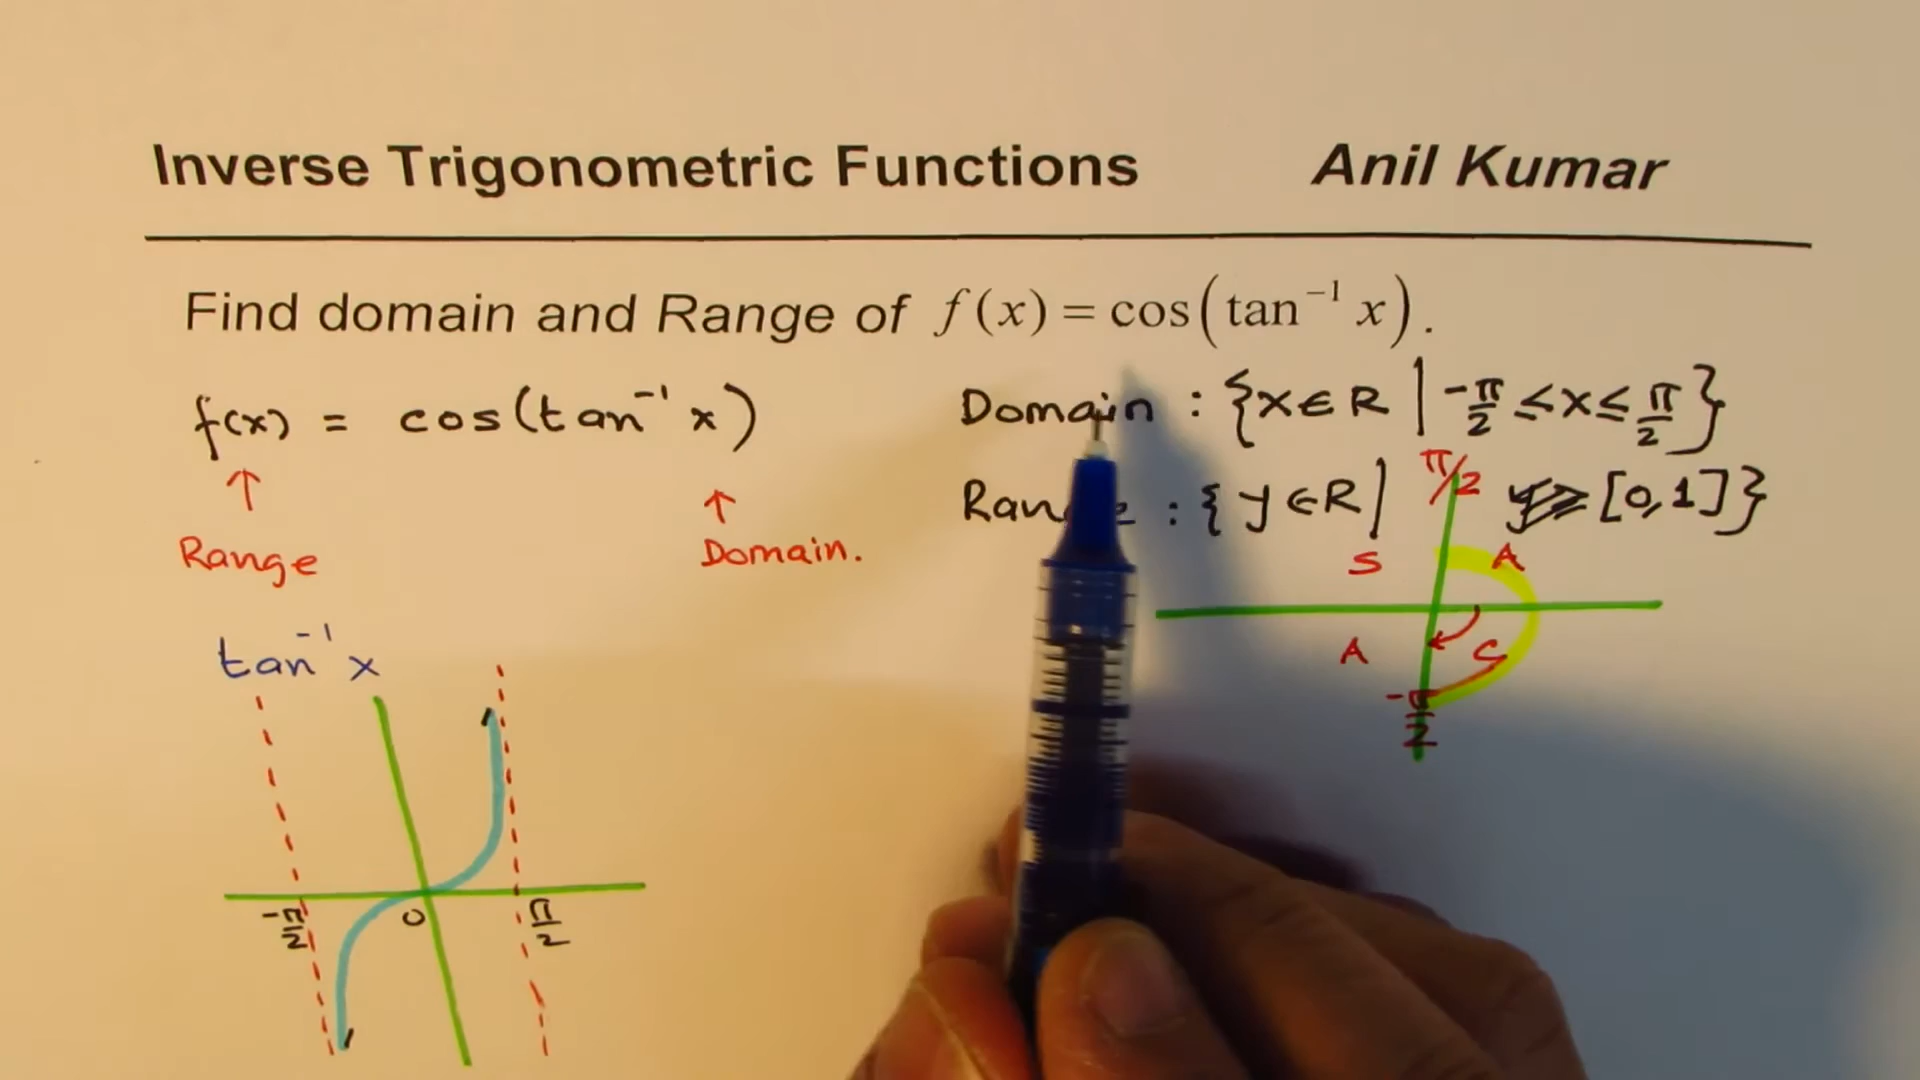 Inverse Trigonometric Functions Anil Kumar
Find domain and Range of f(x) = cos(tan⁻¹ x).
f(x) = cos(tan⁻¹ x)
Domain : {x∈R | -π/2 ≤x≤ π/2}
: {y∈R| [0,1]}
Range
Domain.
π/2
S A
A C
-π/2
tan⁻¹ x
-π/2 0 π/2